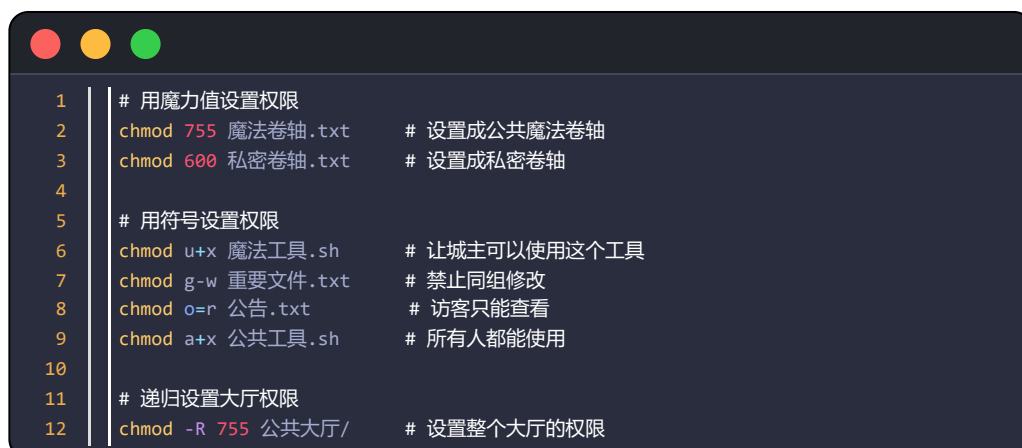 1 # 用魔力值设置权限
2 chmod 755 魔法卷轴.txt # 设置成公共魔法卷轴
3 chmod 600 私密卷轴.txt # 设置成私密卷轴
4
5 # 用符号设置权限
6 chmod u+x 魔法工具.sh # 让城主可以使用这个工具
7 chmod g-w 重要文件.txt # 禁止同组修改
8 chmod o=r 公告.txt # 访客只能查看
9 chmod a+x 公共工具.sh # 所有人都能使用
10
11 # 递归设置大厅权限
12 chmod -R 755 公共大厅/ # 设置整个大厅的权限